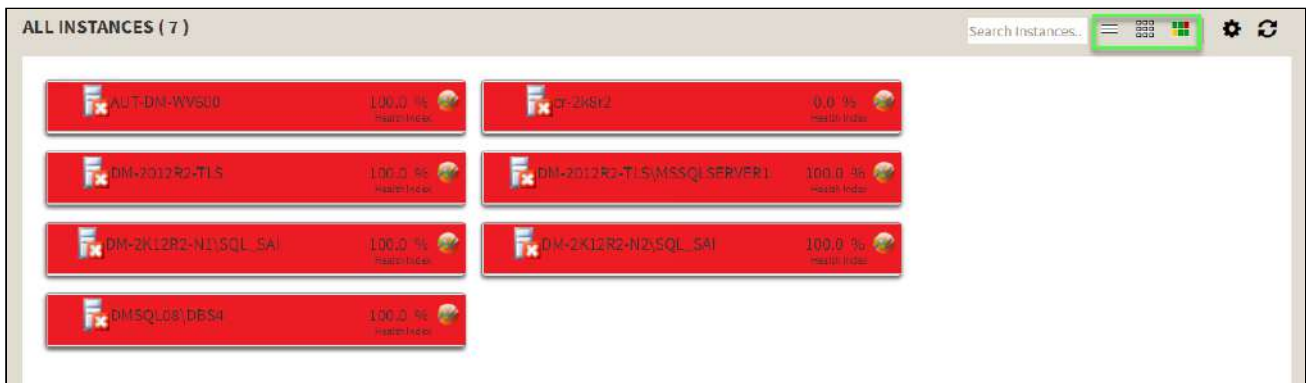 ALL INSTANCES ( 7 )
Search Instances..
AUT-DM-WV600 100.0 %
Health Index
cr-2k8r2 0.0 %
Health Index
DM-2012R2-TLS 100.0 %
Health Index
DM-2012R2-TLS\MSSQLSERVER1 100.0 %
Health Index
DM-2K12R2-N1\SQL_SAI 100.0 %
Health Index
DM-2K12R2-N2\SQL_SAI 100.0 %
Health Index
DMSQL08\DBS4 100.0 %
Health Index